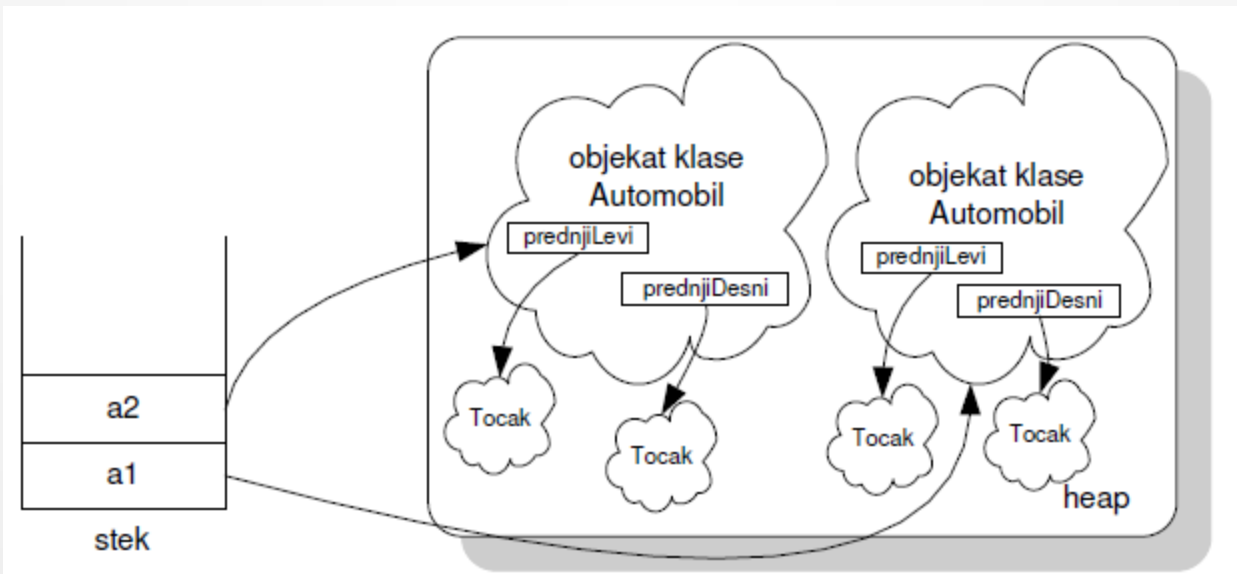 objekat klase
Automobil
prednjiLevi
prednjiDesni
Tocak
Tocak
objekat klase
Automobil
prednjiLevi
prednjiDesni
Tocak
Tocak
heap
a2
a1
stek